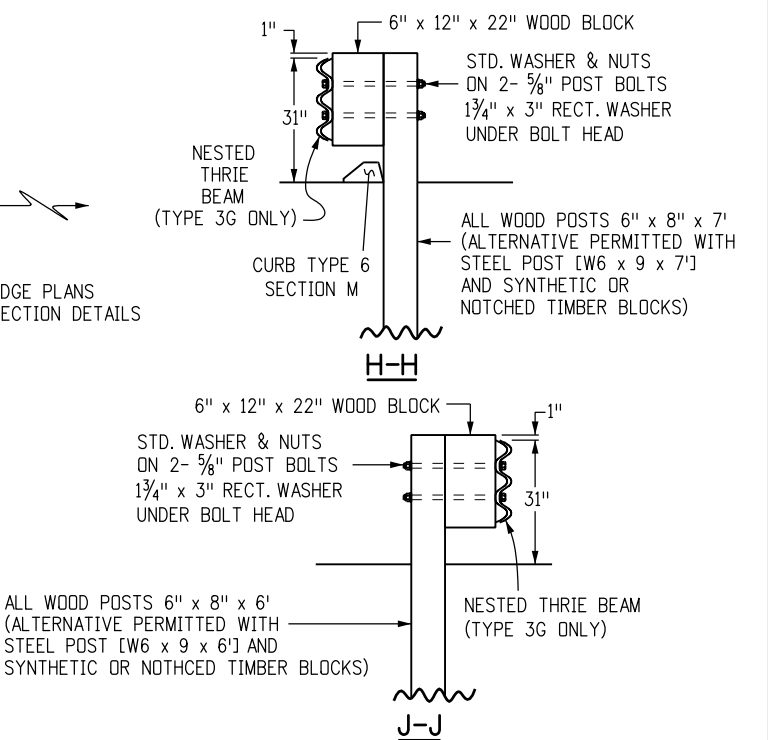 1"
6" x 12" x 22" WOOD BLOCK
STD. WASHER & NUTS
ON 2- 5/8" POST BOLTS
1 3/4" x 3" RECT. WASHER
UNDER BOLT HEAD
31"
NESTED
THRIE
BEAM
(TYPE 3G ONLY)
CURB TYPE 6
SECTION M
ALL WOOD POSTS 6" x 8" x 7'
(ALTERNATIVE PERMITTED WITH
STEEL POST [W6 x 9 x 7']
AND SYNTHETIC OR
NOTCHED TIMBER BLOCKS)
DGE PLANS
ECTION DETAILS
H-H
6" x 12" x 22" WOOD BLOCK
1"
STD. WASHER & NUTS
ON 2- 5/8" POST BOLTS
1 3/4" x 3" RECT. WASHER
UNDER BOLT HEAD
31"
ALL WOOD POSTS 6" x 8" x 6'
(ALTERNATIVE PERMITTED WITH
STEEL POST [W6 x 9 x 6'] AND
SYNTHETIC OR NOTHCED TIMBER BLOCKS)
NESTED THRIE BEAM
(TYPE 3G ONLY)
J-J